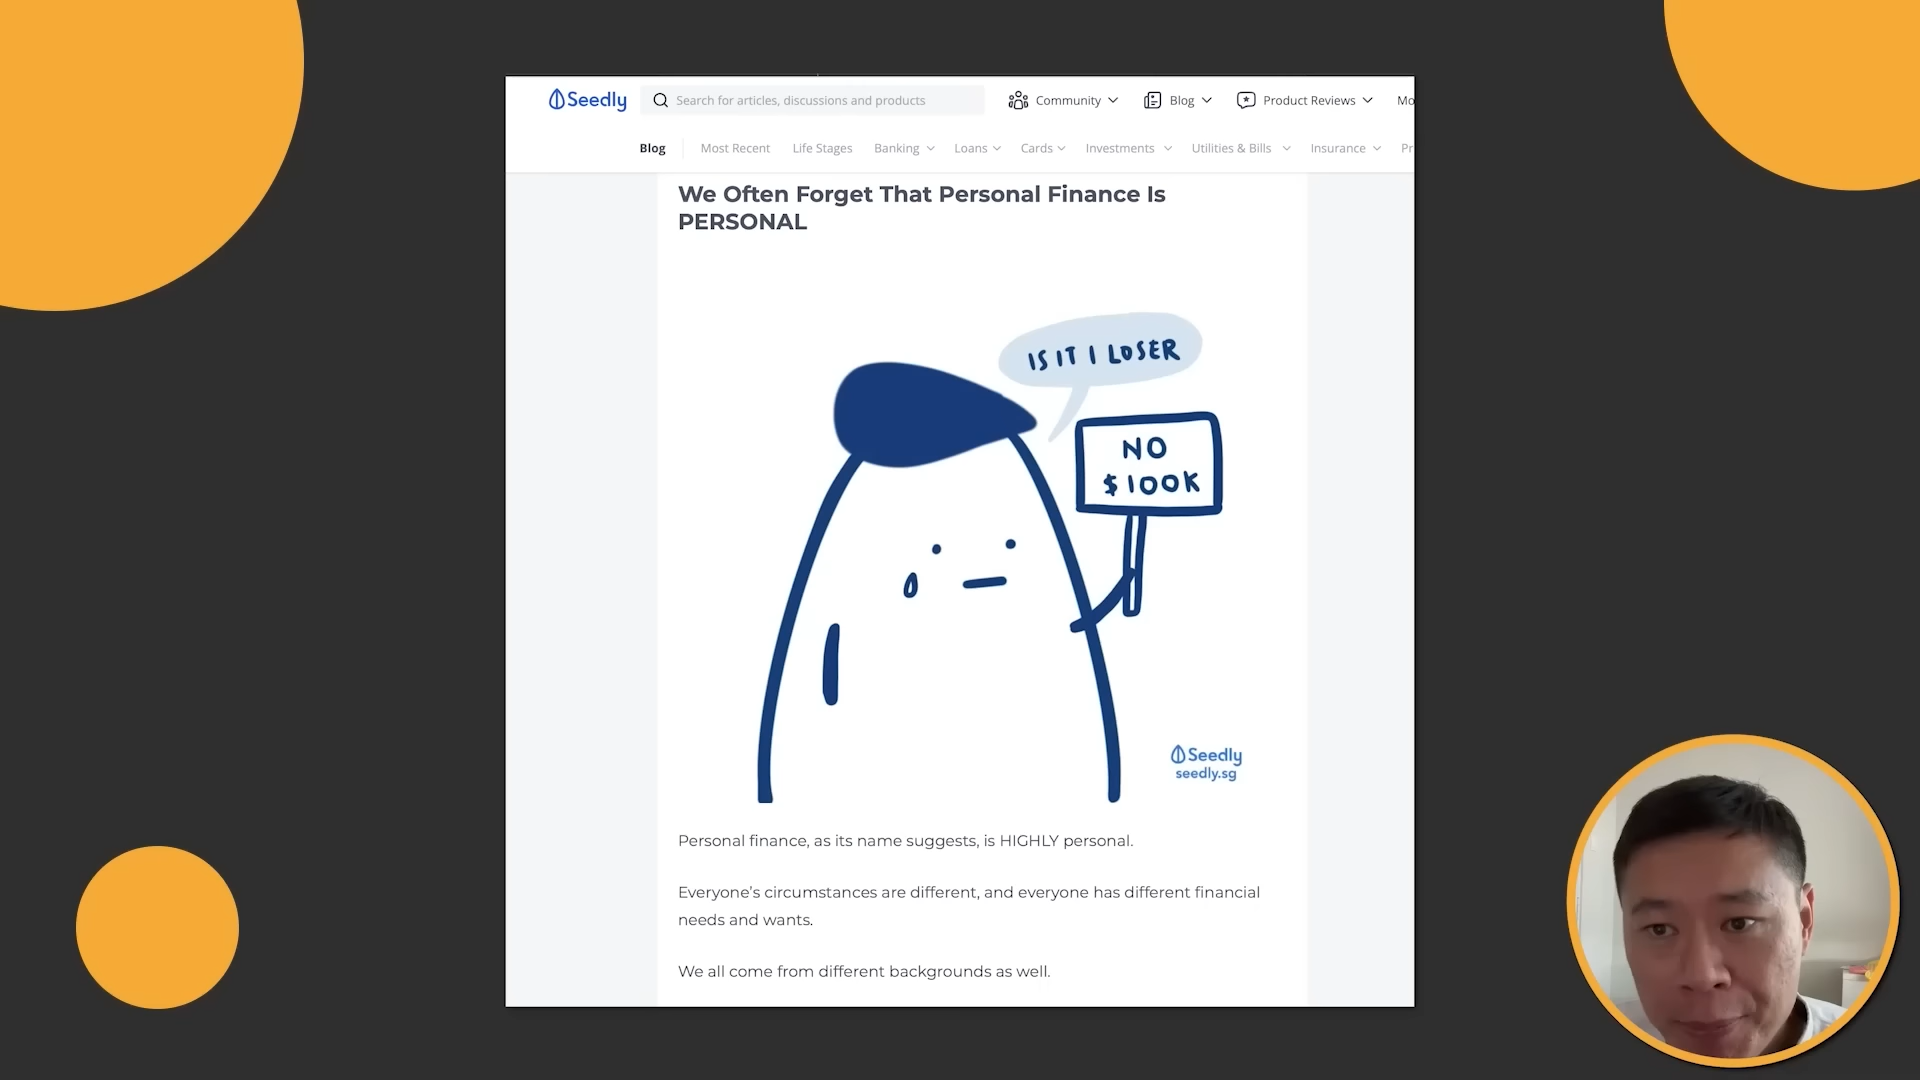 Seedly
Search for articles, discussions and products
Community
Blog
Product Reviews
Mo
Blog
Most Recent
Life Stages
Banking
Loans
Cards
Investments
Utilities & Bills
Insurance
Pr
We Often Forget That Personal Finance Is
PERSONAL
IS IT I LOSER
NO
$100K
Seedly
seedly.sg
Personal finance, as its name suggests, is HIGHLY personal.
Everyone’s circumstances are different, and everyone has different financial
needs and wants.
We all come from different backgrounds as well.